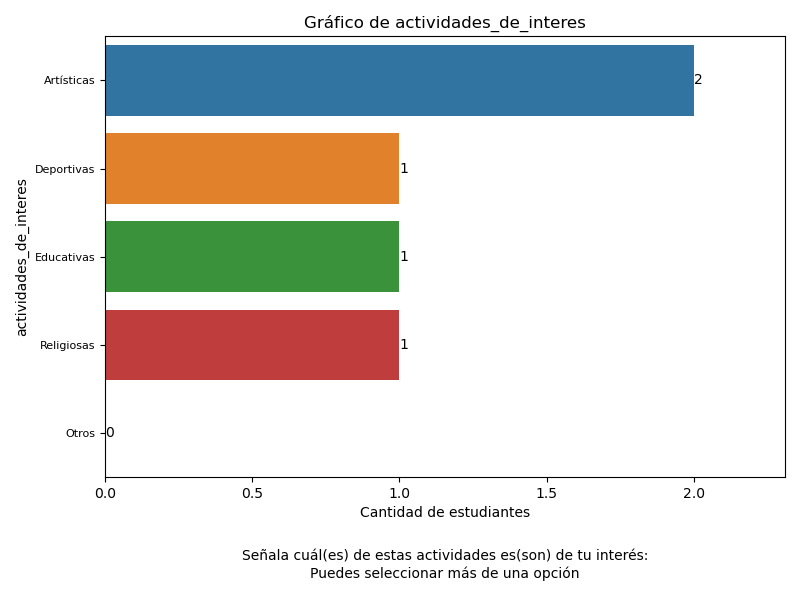 Gráfico de actividades_de_interes
actividades_de_interes
Artísticas
2
Deportivas
1
Educativas
1
Religiosas
1
Otros
0
0.0
0.5
1.0
1.5
2.0
Cantidad de estudiantes
Señala cuál(es) de estas actividades es(son) de tu interés:
Puedes seleccionar más de una opción